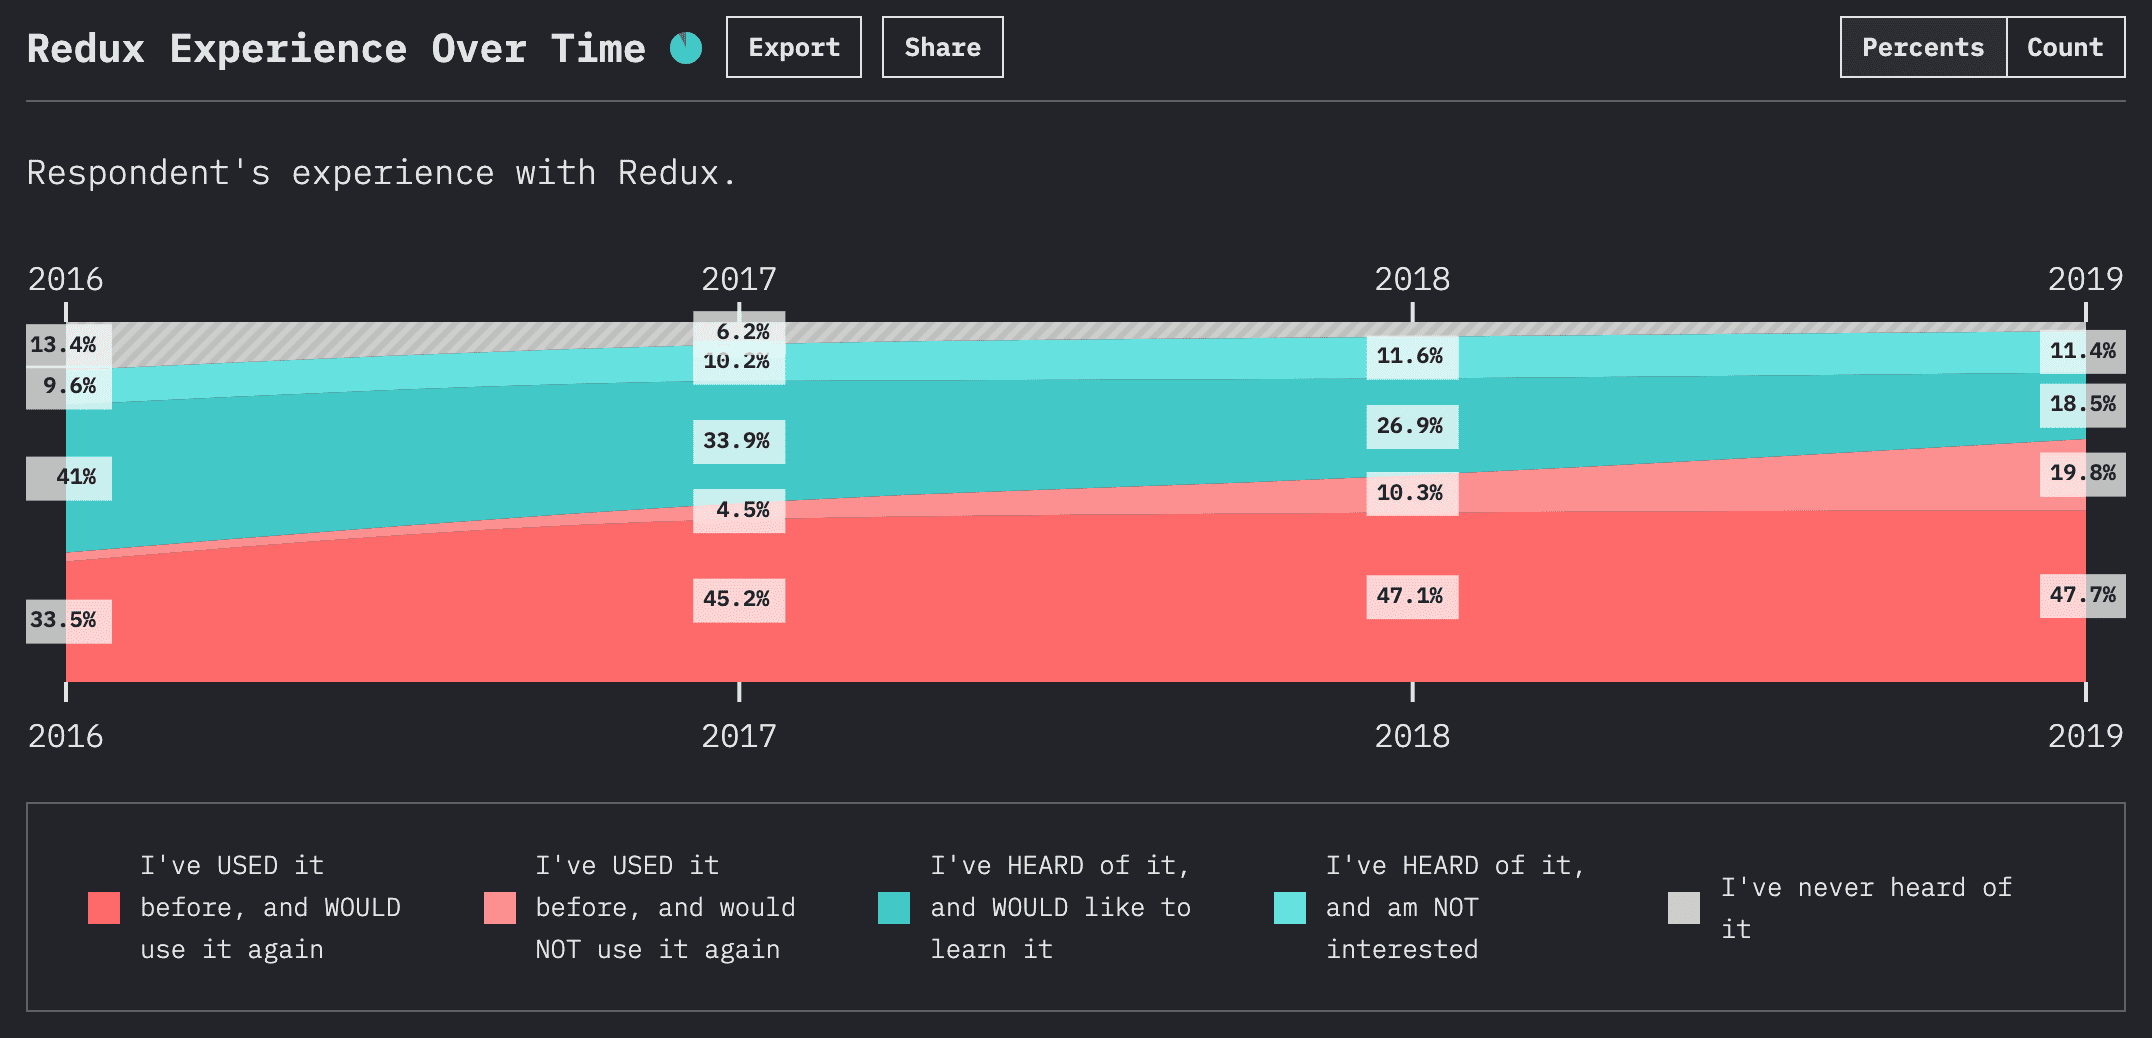 Redux Experience Over Time
Export
Share
Percents
Count
Respondent's experience with Redux.
2016
2017
2018
2019
13.4%
9.6%
41%
33.5%
6.2%
10.2%
33.9%
4.5%
45.2%
11.6%
26.9%
10.3%
47.1%
11.4%
18.5%
19.8%
47.7%
2016
2017
2018
2019
I've USED it
before, and WOULD
use it again
I've USED it
before, and would
NOT use it again
I've HEARD of it,
and WOULD like to
learn it
I've HEARD of it,
and am NOT
interested
I've never heard of
it